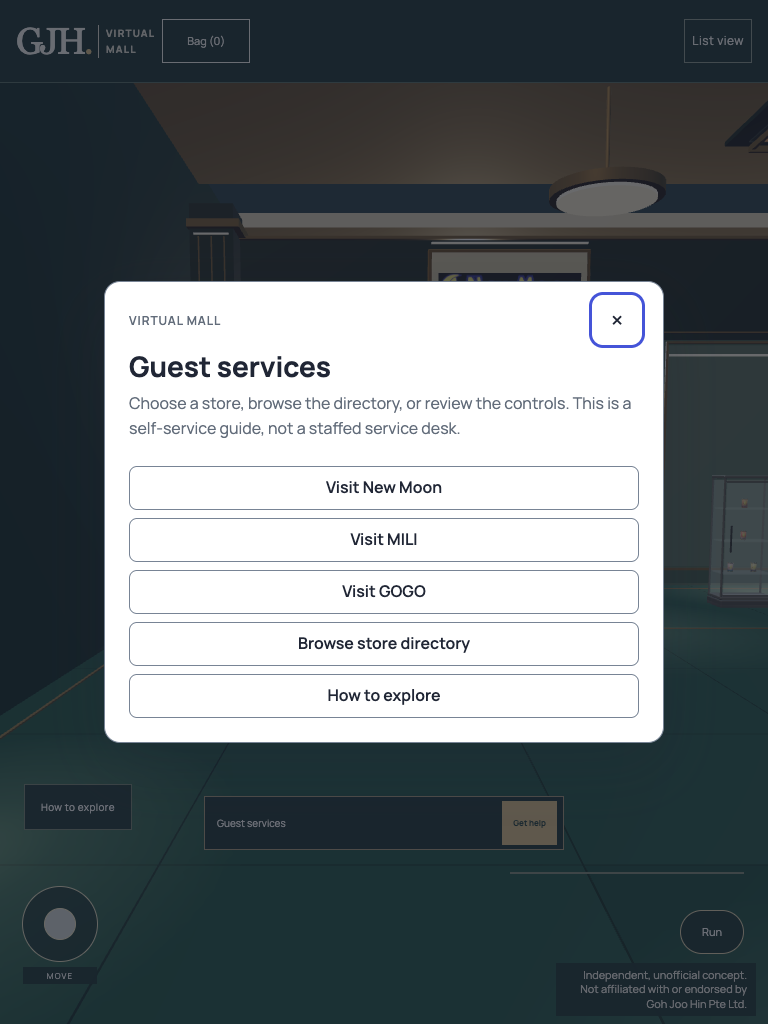 GJH. VIRTUAL MALL
Bag (0)
List view
VIRTUAL MALL
×
Guest services
Choose a store, browse the directory, or review the controls. This is a
self-service guide, not a staffed service desk.
Visit New Moon
Visit MILI
Visit GOGO
Browse store directory
How to explore
How to explore
Guest services
Get help
MOVE
Run
Independent, unofficial concept.
Not affiliated with or endorsed by
Goh Joo Hin Pte Ltd.